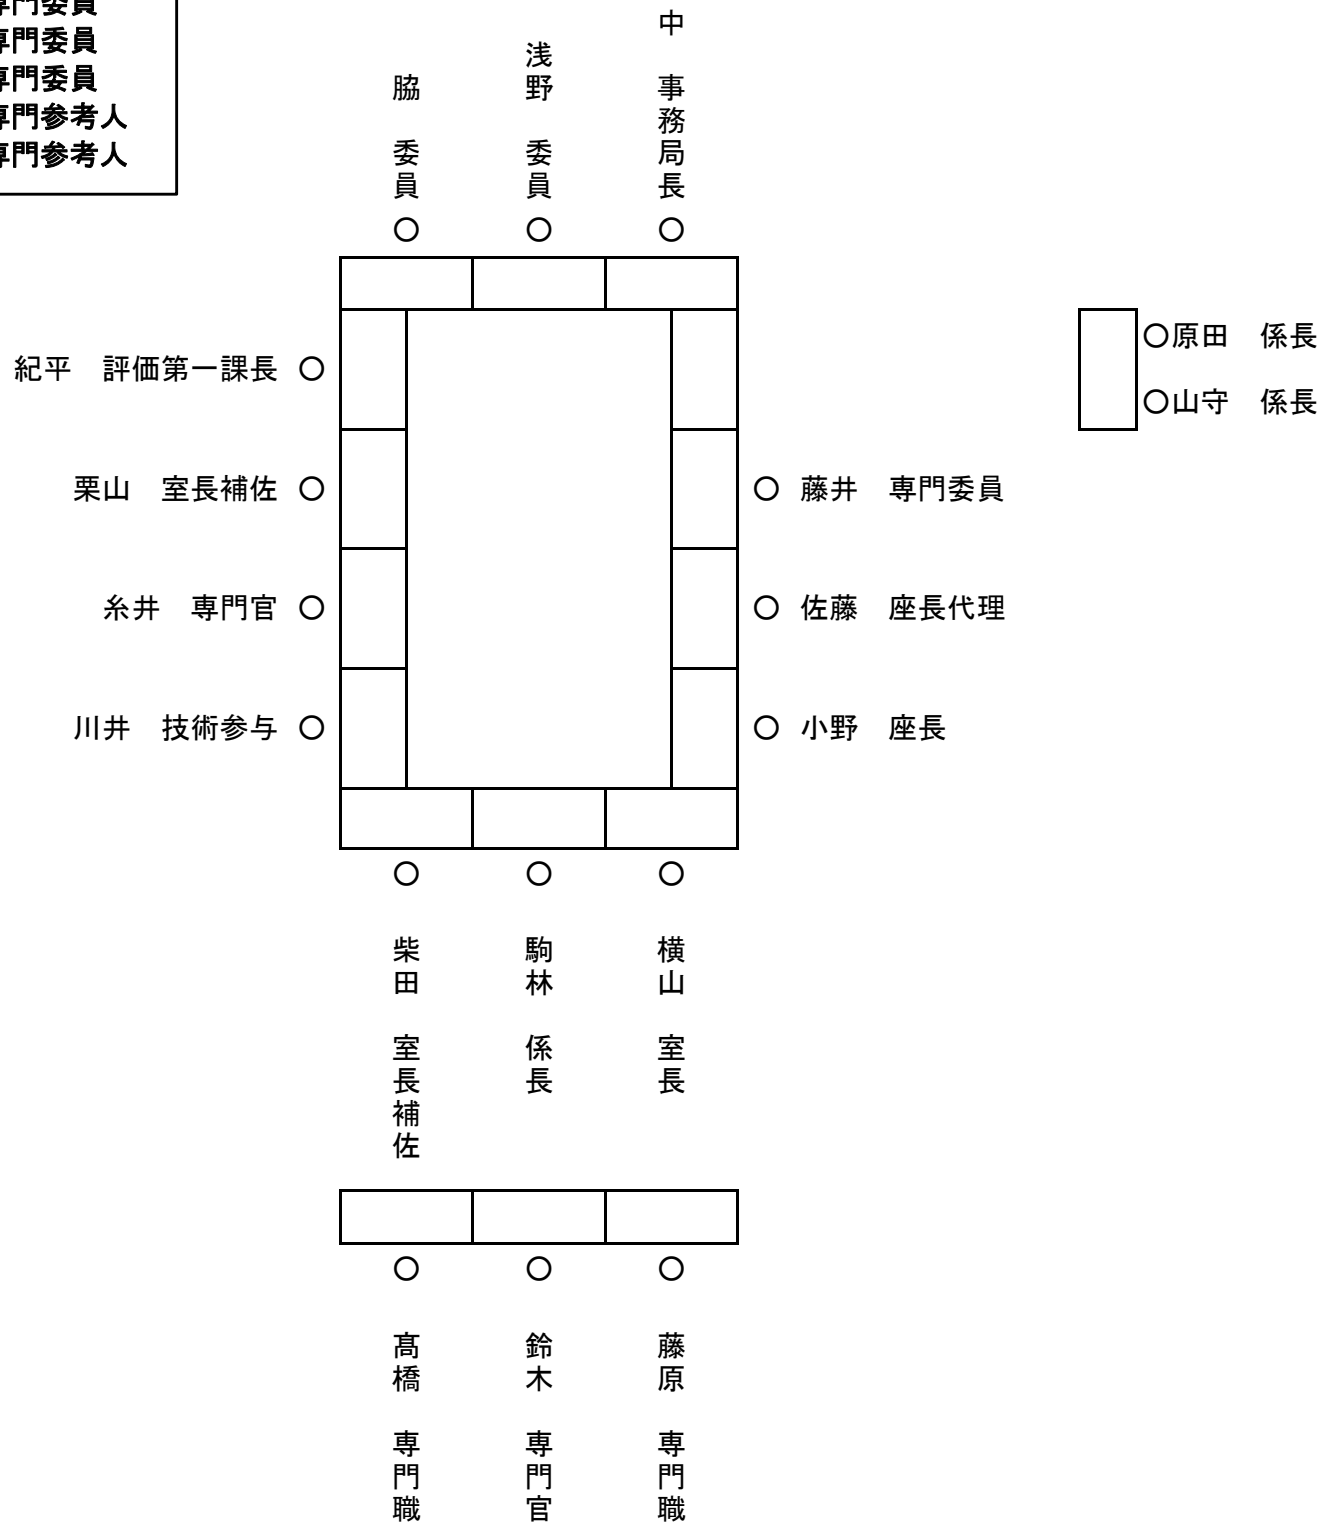 専門委員
専門委員
専門委員
専門参考人
専門参考人
脇　委員
浅野　委員
中　事務局長
○ ○ ○
紀平　評価第一課長 ○
栗山　室長補佐 ○
糸井　専門官 ○
川井　技術参与 ○
○原田　係長
○山守　係長
○ 藤井　専門委員
○ 佐藤　座長代理
○ 小野　座長
○ ○ ○
柴田　室長補佐
駒林　係長
横山　室長
○ ○ ○
髙橋　専門職
鈴木　専門官
藤原　専門職